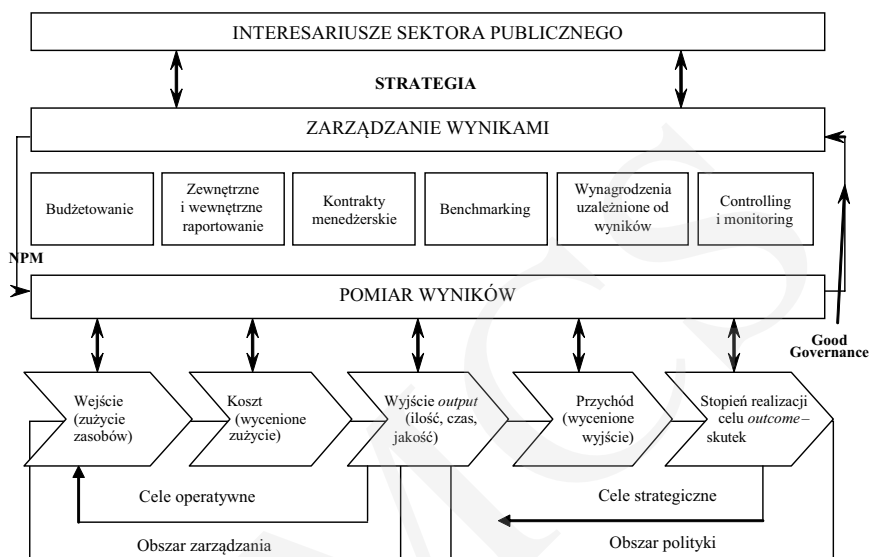 INTERESARIUSZE SEKTORA PUBLICZNEGO
STRATEGIA
ZARZĄDZANIE WYNIKAMI
Budżetowanie
Zewnętrzne
i wewnętrzne
raportowanie
Kontrakty
menedżerskie
Benchmarking
Wynagrodzenia
uzależnione od
wyników
Controlling
i monitoring
NPM
POMIAR WYNIKÓW
Good
Governance
Wejście
(zużycie
zasobów)
Koszt
(wycenione
zużycie)
Wyjście output
(ilość, czas,
jakość)
Przychód
(wycenione
wyjście)
Stopień realizacji
celu outcome –
skutek
Cele operatywne
Cele strategiczne
Obszar zarządzania
Obszar polityki